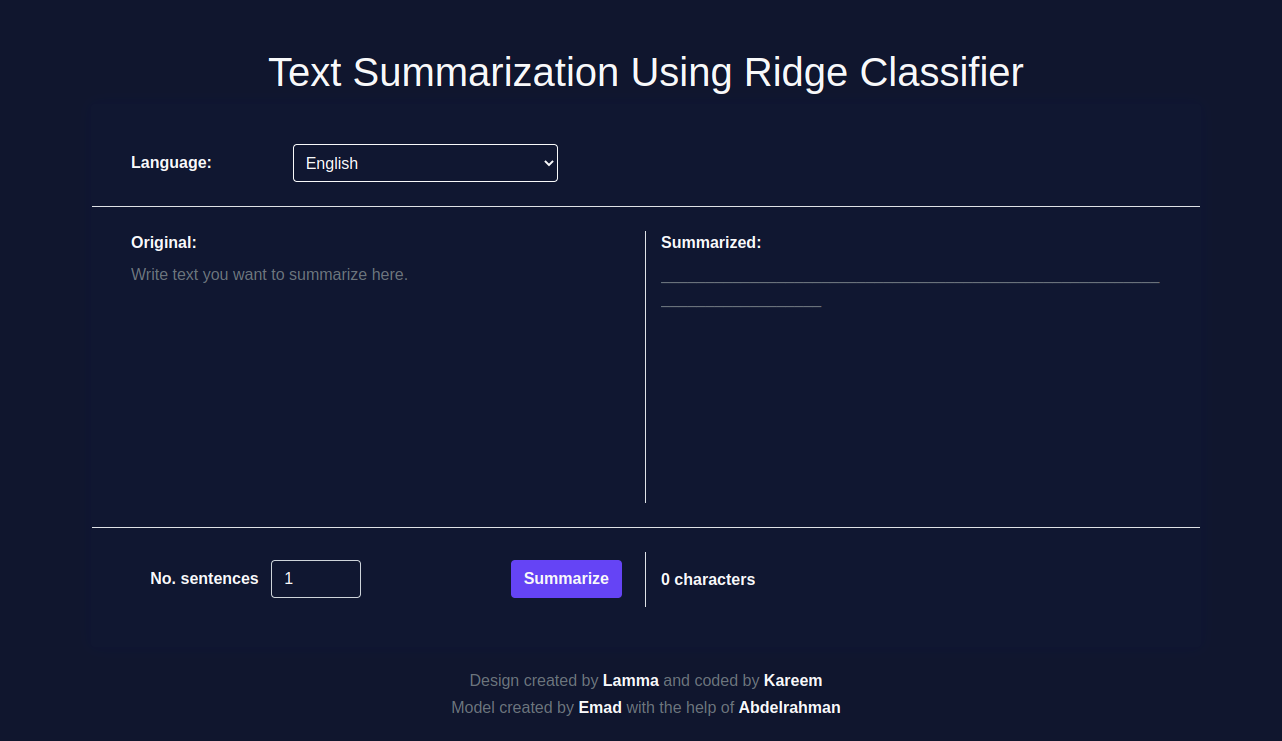 Text Summarization Using Ridge Classifier
Language:
English
Original:
Write text you want to summarize here.
Summarized:
No. sentences
1
Summarize
0 characters
Design created by Lamma and coded by Kareem
Model created by Emad with the help of Abdelrahman